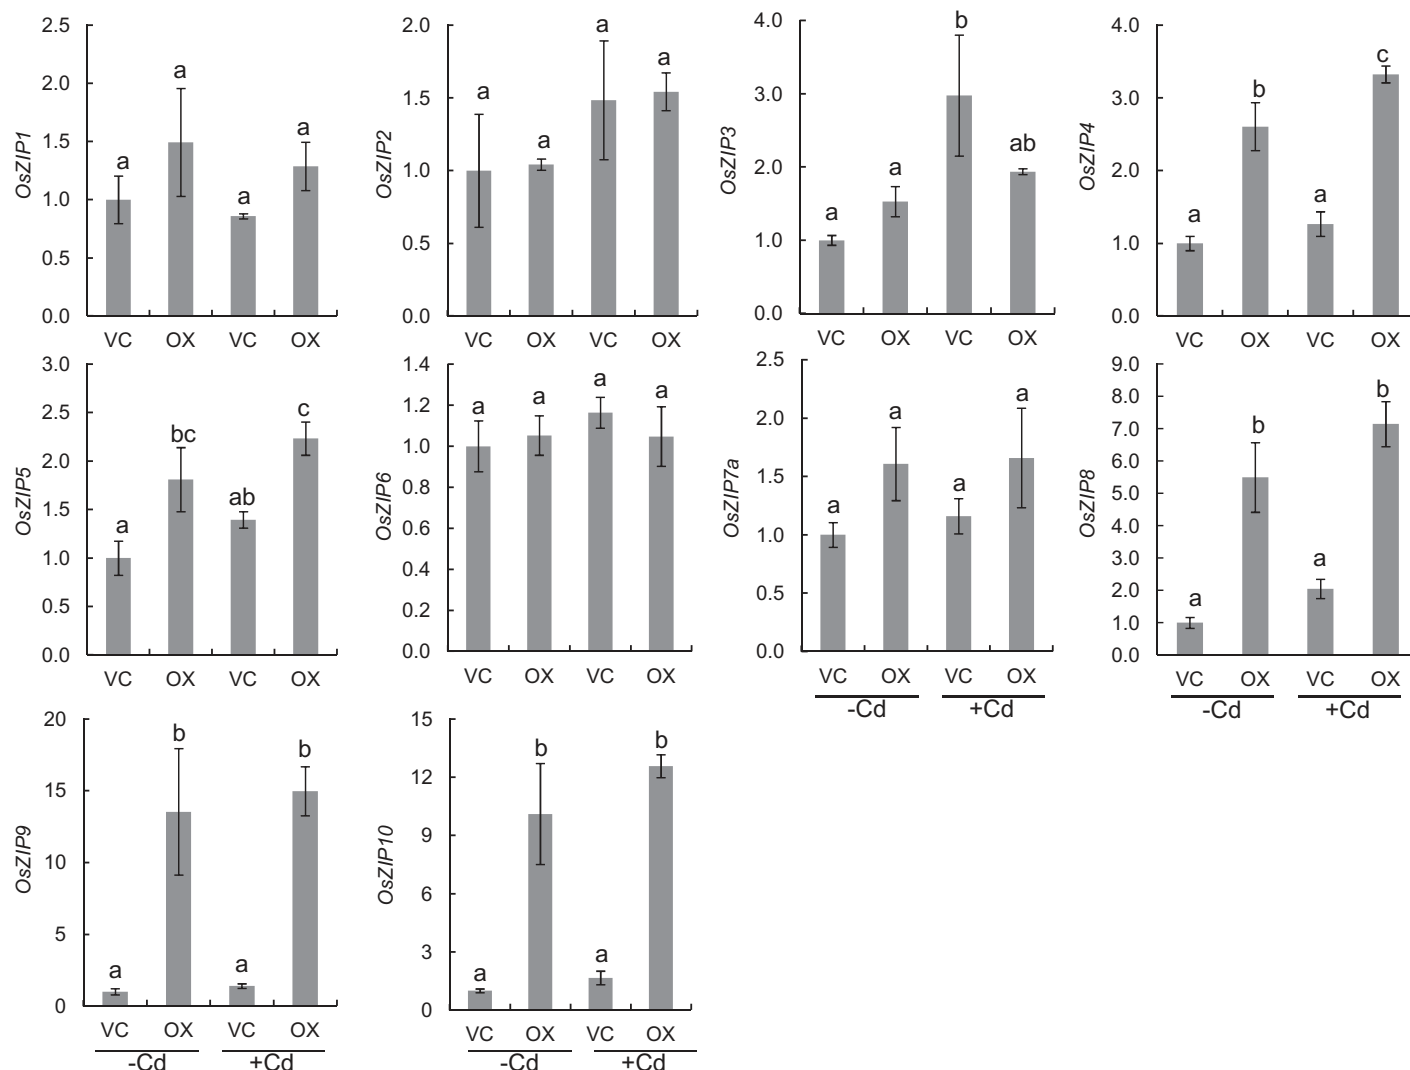 OsZIP1
2.5
2.0
1.5
1.0
0.5
0.0
a
a
a
a
VC OX VC OX
OsZIP2
2.0
1.5
1.0
0.5
0.0
a
a
a
a
VC OX VC OX
OsZIP3
4.0
3.0
2.0
1.0
0.0
a
a
b
ab
VC OX VC OX
OsZIP4
4.0
3.0
2.0
1.0
0.0
a
b
a
c
VC OX VC OX
OsZIP5
3.0
2.5
2.0
1.5
1.0
0.5
0.0
a
bc
ab
c
VC OX VC OX
OsZIP6
1.4
1.2
1.0
0.8
0.6
0.4
0.2
0.0
a
a
a
a
VC OX VC OX
OsZIP7a
2.5
2.0
1.5
1.0
0.5
0.0
a
a
a
a
VC OX VC OX
-Cd +Cd
OsZIP8
9.0
8.0
7.0
6.0
5.0
4.0
3.0
2.0
1.0
0.0
a
b
a
b
VC OX VC OX
-Cd +Cd
OsZIP9
20
15
10
5
0
a
b
a
b
VC OX VC OX
-Cd +Cd
OsZIP10
15
12
9
6
3
0
a
b
a
b
VC OX VC OX
-Cd +Cd